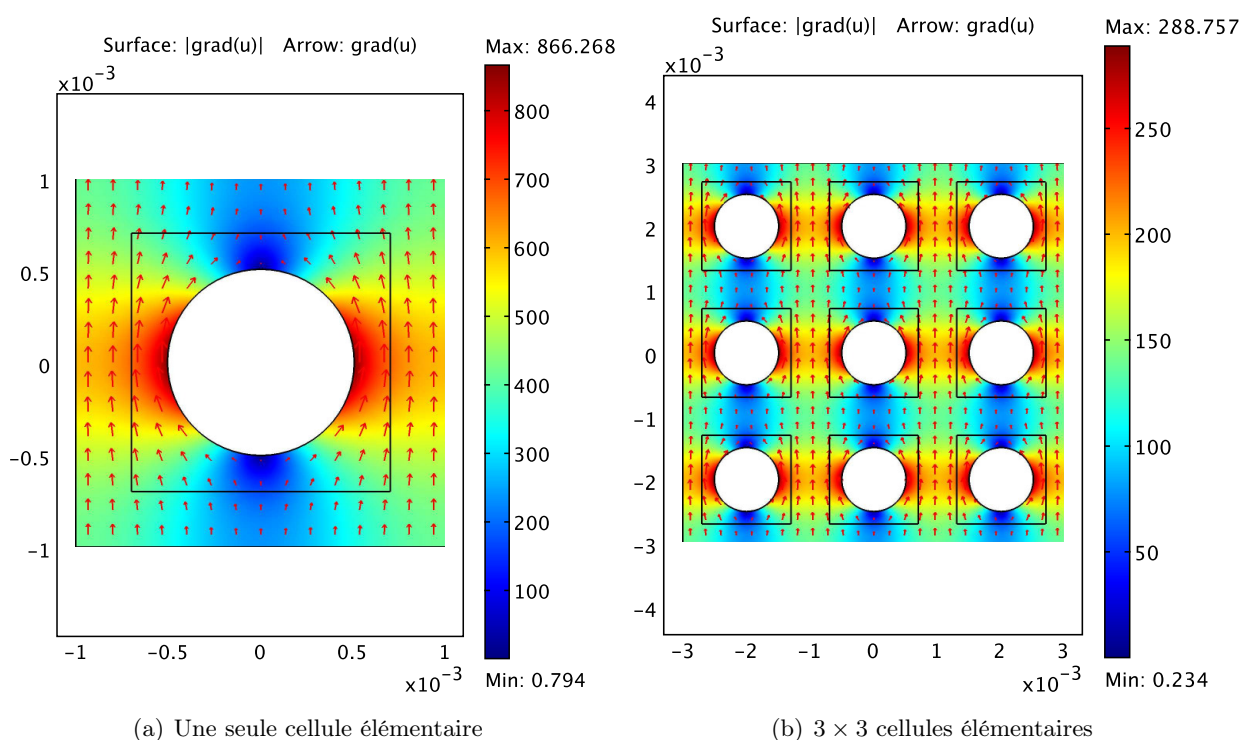 Surface: |grad(u)| Arrow: grad(u)
Max: 866.268
x10⁻³
1
0.5
0
−0.5
−1
−1 −0.5 0 0.5 1
x10⁻³
800
700
600
500
400
300
200
100
Min: 0.794
(a) Une seule cellule élémentaire
Surface: |grad(u)| Arrow: grad(u)
Max: 288.757
x10⁻³
4
3
2
1
0
−1
−2
−3
−4
−3 −2 −1 0 1 2 3
x10⁻³
250
200
150
100
50
Min: 0.234
(b) 3 × 3 cellules élémentaires